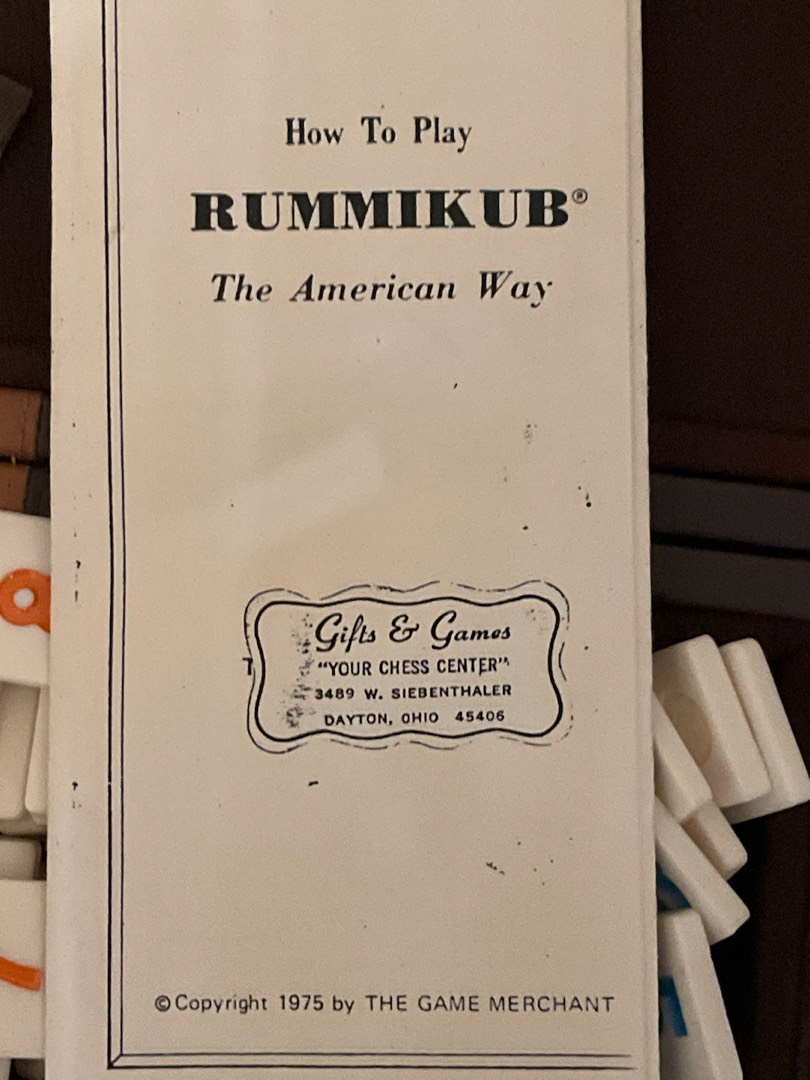 How To Play
RUMMIKUB®
The American Way
Gifts & Games
"YOUR CHESS CENTER"
3489 W. SIEBENTHALER
DAYTON, OHIO 45406
© Copyright 1975 by THE GAME MERCHANT